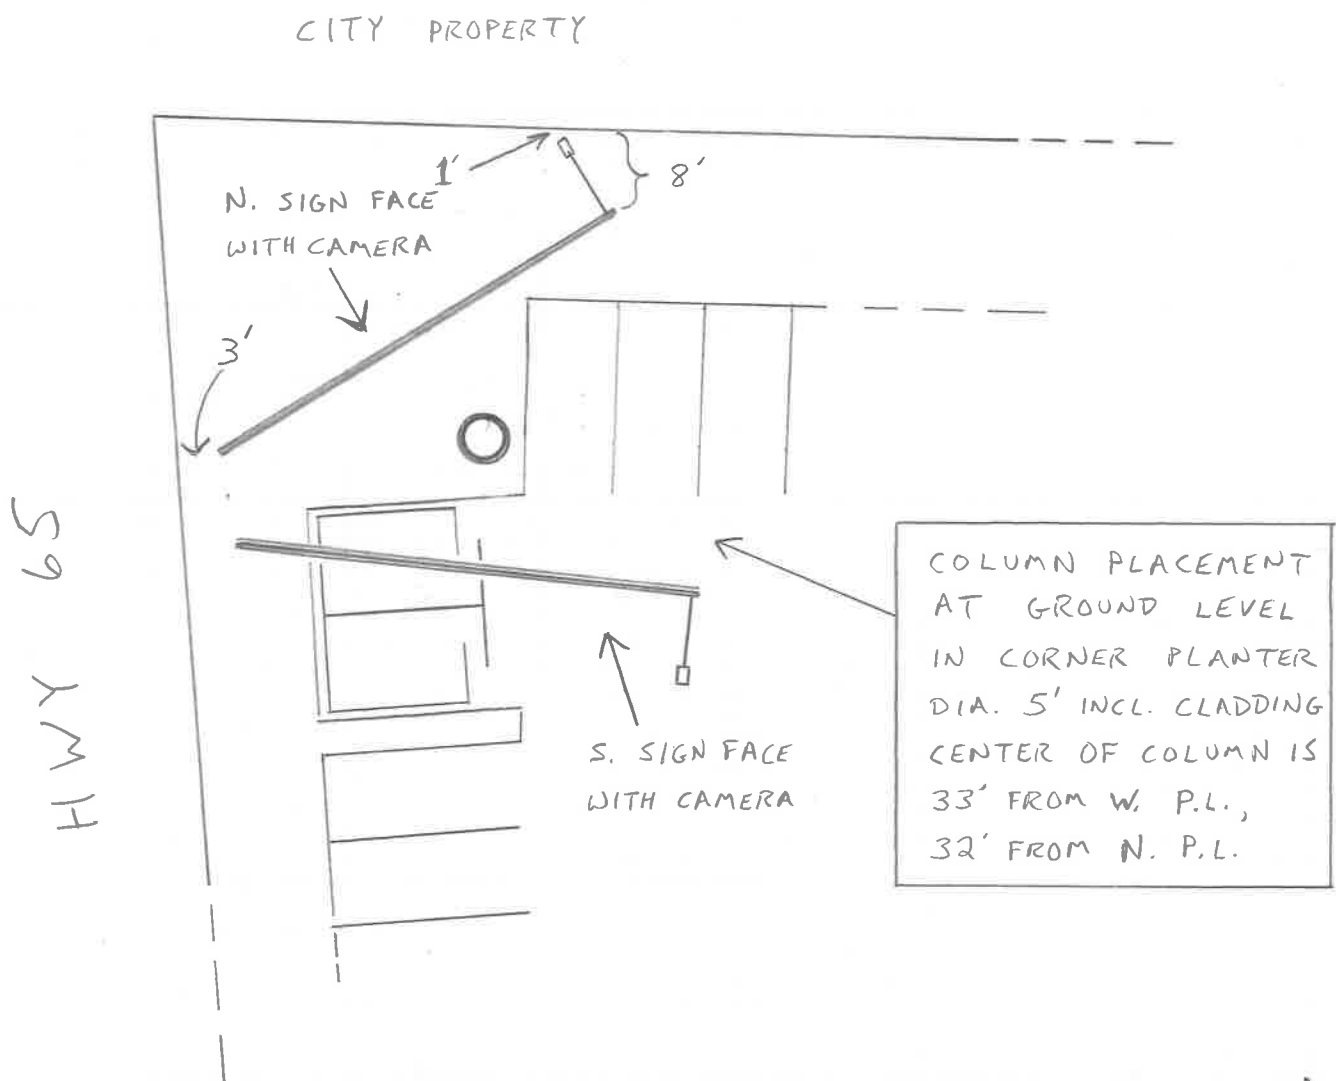 CITY PROPERTY
1'
8'
N. SIGN FACE
WITH CAMERA
3'
HWY 65
COLUMN PLACEMENT
AT GROUND LEVEL
IN CORNER PLANTER
DIA. 5' INCL. CLADDING
CENTER OF COLUMN IS
33' FROM W. P.L.,
32' FROM N. P.L.
S. SIGN FACE
WITH CAMERA